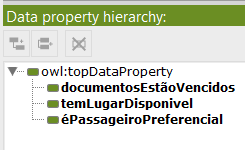 Data property hierarchy:
owl:topDataProperty
documentosEstãoVencidos
temLugarDisponivel
éPassageiroPreferencial